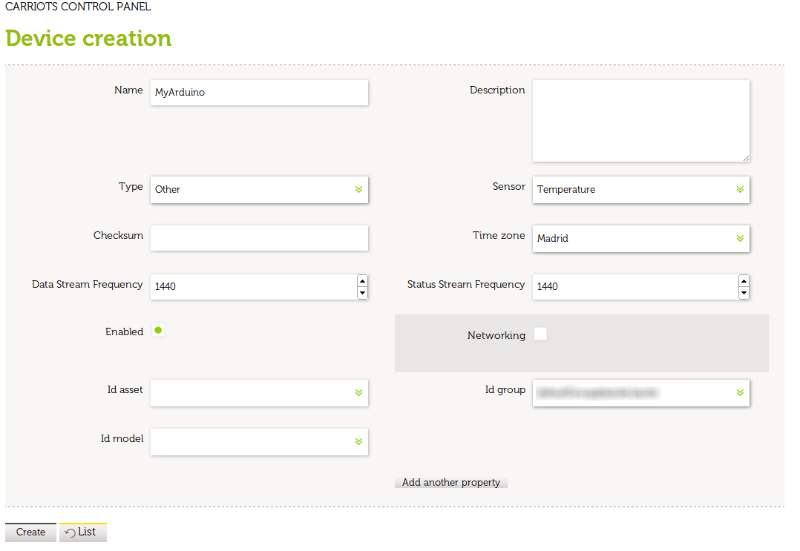 CARRIOTS CONTROL PANEL
Device creation
Name MyArduino Description
Type Other Sensor Temperature
Checksum Time zone Madrid
Data Stream Frequency 1440 Status Stream Frequency 1440
Enabled Networking
Id asset Id group
Id model
Add another property
Create List